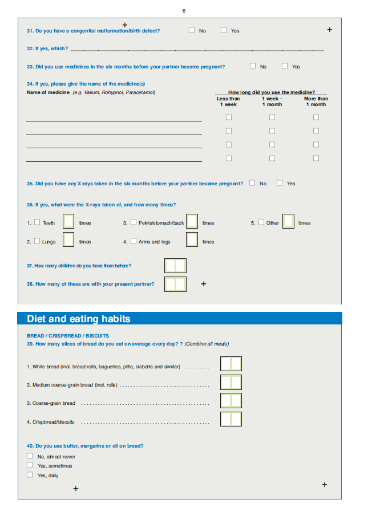 6
31. Do you have a congenital malformation/birth defect? No Yes
32. If yes, which?
33. Did you use medicines in the six months before your partner became pregnant? No Yes
34. If yes, please give the name of the medicine(s)
Name of medicine (e.g. Valium, Rohypnol, Paracetamol) How long did you use the medicine?
Less than 1 week - More than
1 week 1 month 1 month
35. Did you have any X-rays taken in the six months before your partner became pregnant? No Yes
36. If yes, what were the X-rays taken of, and how many times?
1. Teeth times 3. Pelvis/stomach/back times 5. Other times
2. Lungs times 4. Arms and legs times
37. How many children do you have from before?
38. How many of these are with your present partner?
Diet and eating habits
BREAD / CRISPBREAD / BISCUITS
39. How many slices of bread do you eat on average every day? ? (Combine all meals)
1. White bread (incl. bread rolls, baguettes, pitta, ciabatta and similar)
2. Medium coarse-grain bread (incl. rolls)
3. Coarse-grain bread
4. Crispbread/biscuits
40. Do you use butter, margarine or oil on bread?
No, almost never
Yes, sometimes
Yes, daily